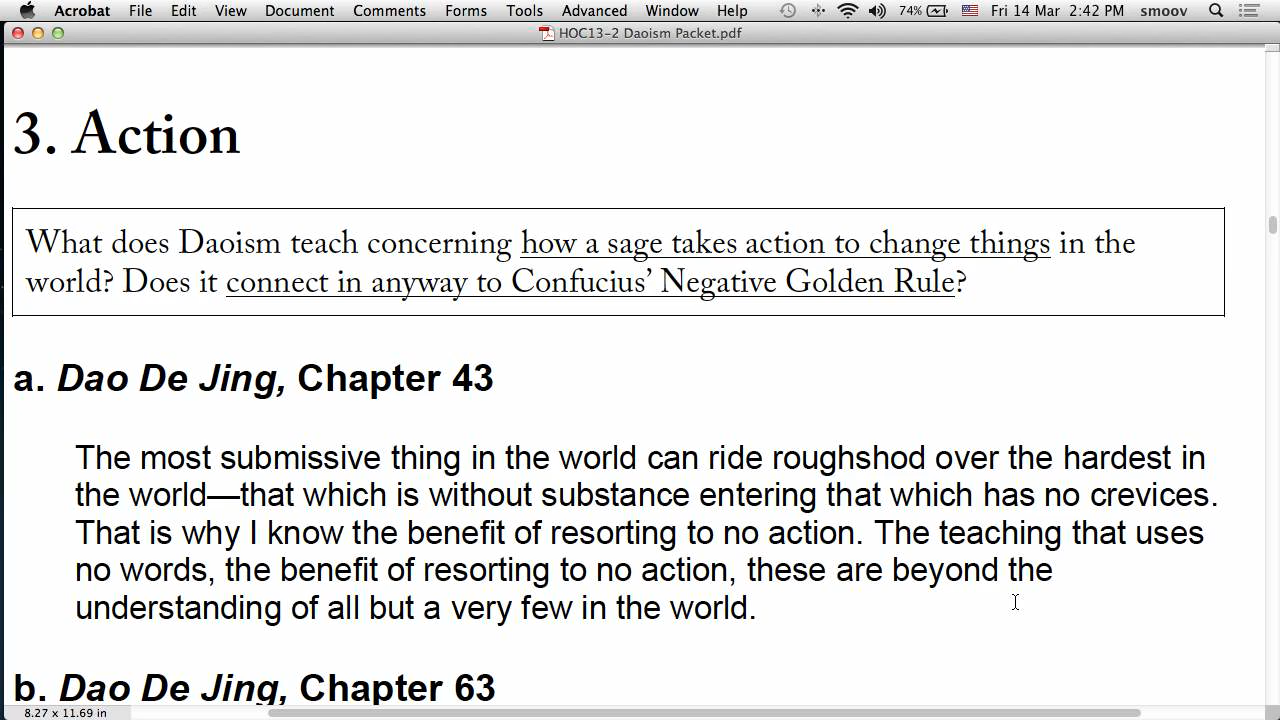 Acrobat File Edit View Document Comments Forms Tools Advanced Window Help 74% Fri 14 Mar 2:42 PM smoov
HOC13-2 Daoism Packet.pdf
3. Action
What does Daoism teach concerning how a sage takes action to change things in the
world? Does it connect in anyway to Confucius’ Negative Golden Rule?
a. Dao De Jing, Chapter 43
The most submissive thing in the world can ride roughshod over the hardest in
the world—that which is without substance entering that which has no crevices.
That is why I know the benefit of resorting to no action. The teaching that uses
no words, the benefit of resorting to no action, these are beyond the
understanding of all but a very few in the world.
b. Dao De Jing, Chapter 63
8.27 x 11.69 in